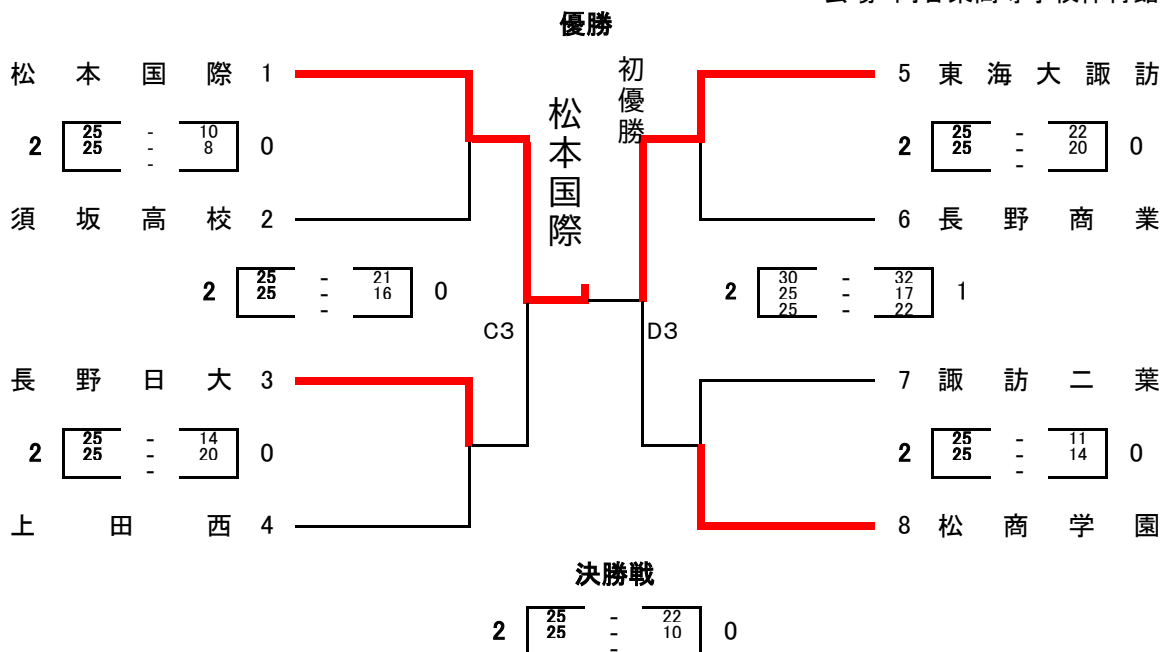 優勝
松本国際 1
5 東海大諏訪
初優勝
松本国際
2 25 - 10 0
25 - 8
-
2 25 - 22 0
25 - 20
-
須坂高校 2
6 長野商業
2 25 - 21 0
25 - 16
-
2 30 - 32 1
25 - 17
25 - 22
C3
D3
長野日大 3
7 諏訪二葉
2 25 - 14 0
25 - 20
-
2 25 - 11 0
25 - 14
-
上田西 4
8 松商学園
決勝戦
2 25 - 22 0
25 - 10
-